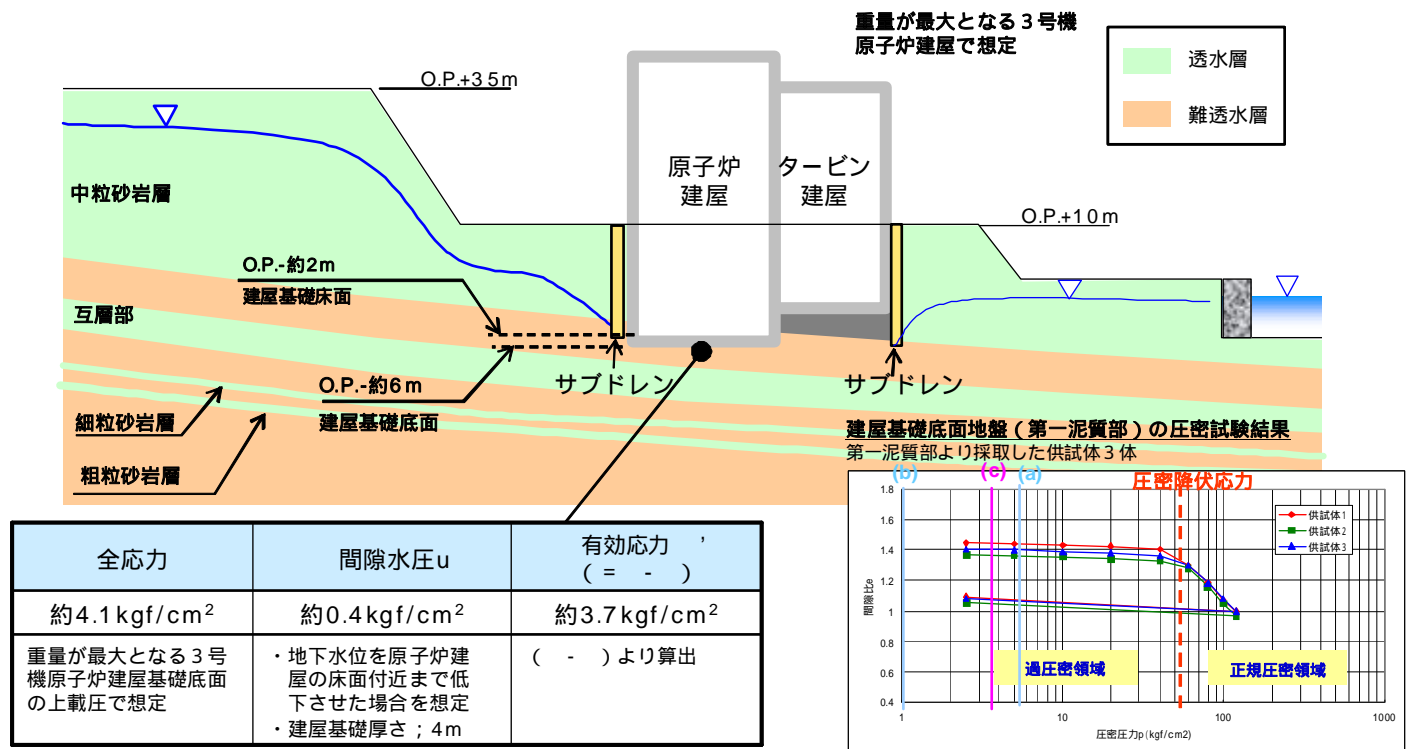 重量が最大となる３号機
原子炉建屋で想定
透水層
難透水層
O.P.+35m
原子炉
建屋
タービン
建屋
O.P.+10m
中粒砂岩層
O.P.-約2m
建屋基礎床面
互層部
O.P.-約6m
建屋基礎底面
サブドレン
サブドレン
細粒砂岩層
粗粒砂岩層
建屋基礎底面地盤（第一泥質部）の圧密試験結果
第一泥質部より採取した供試体３体
(b)
(c)
(a)
圧密降伏応力
1.8
1.6
1.4
1.2
1
0.8
0.6
0.4
間隙比e
供試体1
供試体2
供試体3
過圧密領域
正規圧密領域
1
10
100
1000
圧密圧力p(kgf/cm2)
全応力
間隙水圧u
有効応力　'
( =　-　)
約4.1kgf/cm²
約0.4kgf/cm²
約3.7kgf/cm²
重量が最大となる３号
機原子炉建屋基礎底面
の上載圧で想定
・地下水位を原子炉建
屋の床面付近まで低
下させた場合を想定
・建屋基礎厚さ；4m
(　-　)より算出